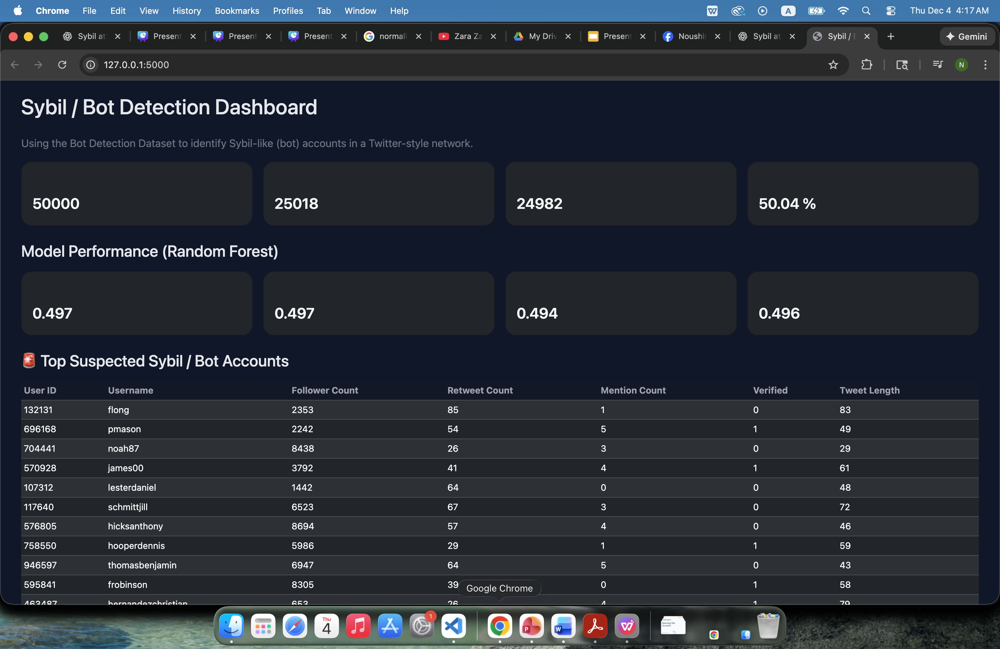 Chrome File Edit View History Bookmarks Profiles Tab Window Help A Thu Dec 4 4:17 AM
Sybil at Present Present Present normali Zara Za My Driv Present Noushi Sybil at Sybil / Gemini
127.0.0.1:5000 N
Sybil / Bot Detection Dashboard
Using the Bot Detection Dataset to identify Sybil-like (bot) accounts in a Twitter-style network.
50000 25018 24982 50.04 %
Model Performance (Random Forest)
0.497 0.497 0.494 0.496
Top Suspected Sybil / Bot Accounts
User ID Username Follower Count Retweet Count Mention Count Verified Tweet Length
132131 flong 2353 85 1 0 83
696168 pmason 2242 54 5 1 49
704441 noah87 8438 26 3 0 29
570928 james00 3792 41 4 1 61
107312 lesterdaniel 1442 64 0 0 48
117640 schmittjill 6523 67 3 0 72
576805 hicksanthony 8694 57 4 0 46
758550 hooperdennis 5986 29 1 1 59
946597 thomasbenjamin 6947 64 5 0 43
595841 frobinson 8305 39 0 1 58
463487 hernandezchristian 653 26 4 1 79
Google Chrome
Thu
4
1
P
W
Detecting Bot
Accounts